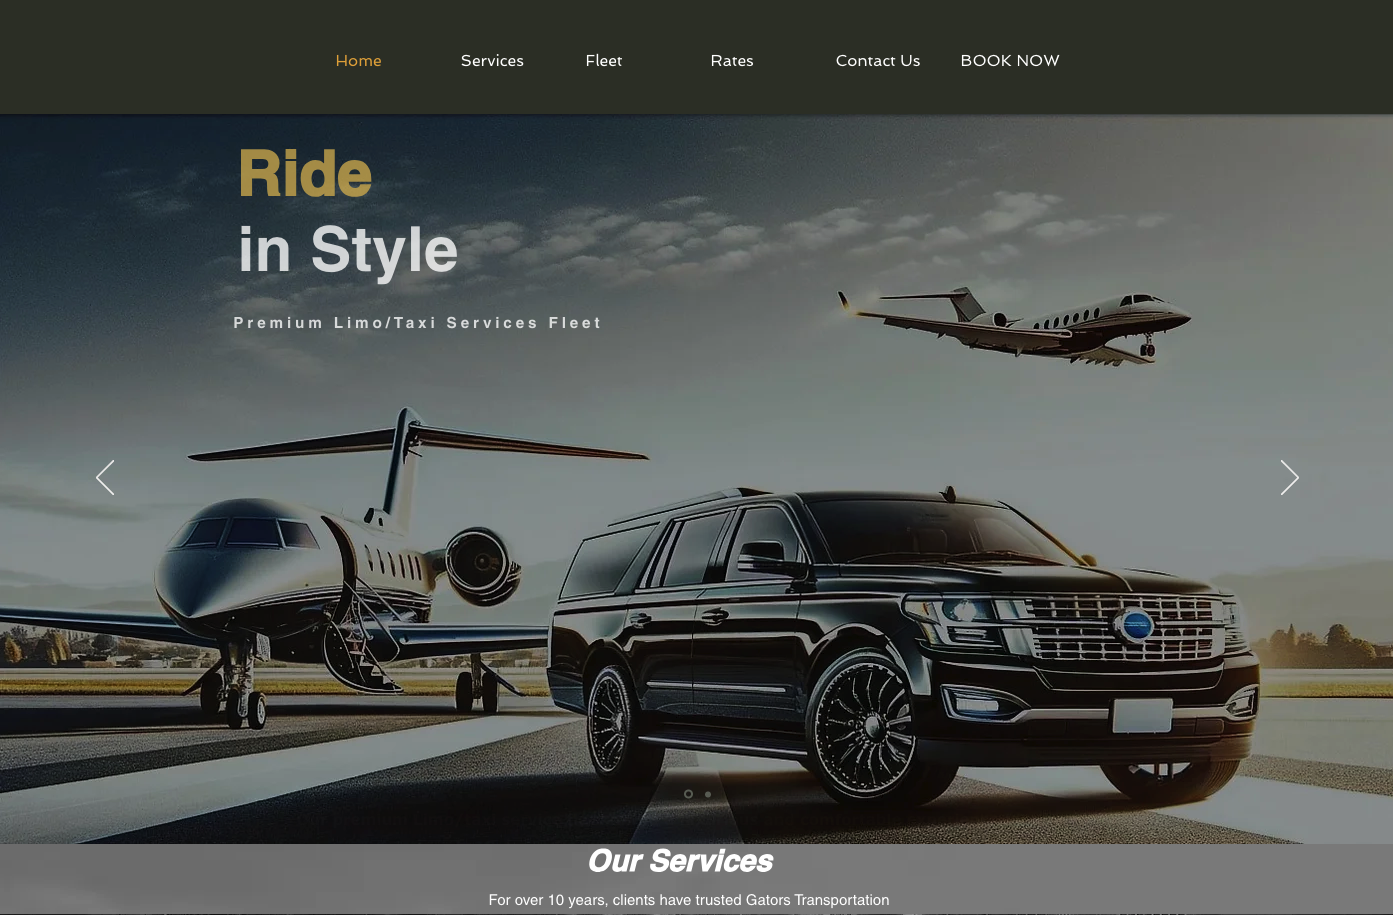 Home Services Fleet Rates Contact Us BOOK NOW
Ride
in Style
Premium Limo/Taxi Services Fleet
Our Services
For over 10 years, clients have trusted Gators Transportation